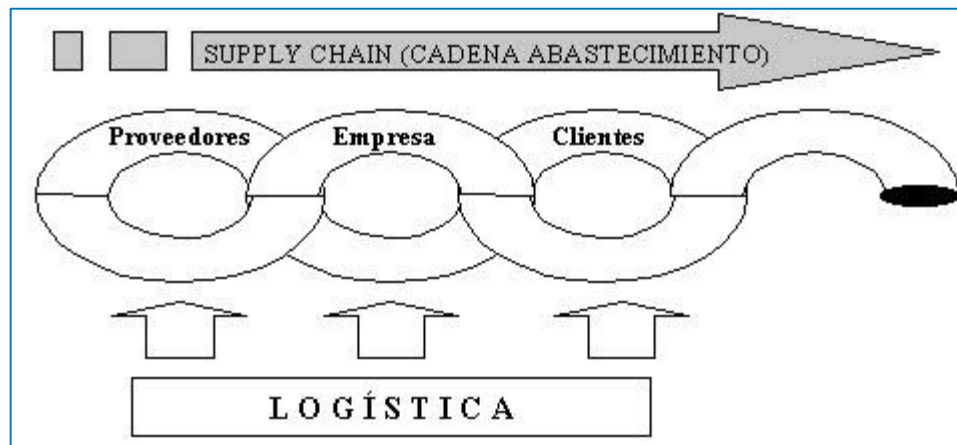 SUPPLY CHAIN (CADENA ABASTECIMIENTO)
Proveedores Empresa Clientes
LOGÍSTICA